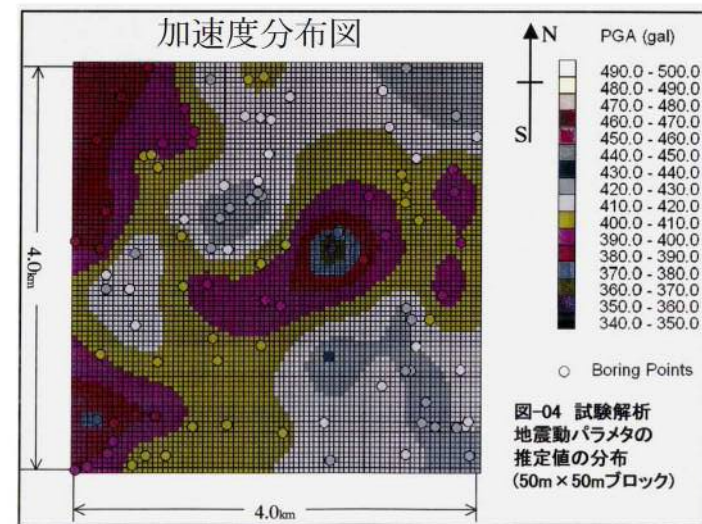 加速度分布図
N
S
PGA (gal)
490.0 - 500.0
480.0 - 490.0
470.0 - 480.0
460.0 - 470.0
450.0 - 460.0
440.0 - 450.0
430.0 - 440.0
420.0 - 430.0
410.0 - 420.0
400.0 - 410.0
390.0 - 400.0
380.0 - 390.0
370.0 - 380.0
360.0 - 370.0
350.0 - 360.0
340.0 - 350.0
Boring Points
4.0km
4.0km
図-04 試験解析
地震動パラメタの
推定値の分布
(50m×50mブロック)